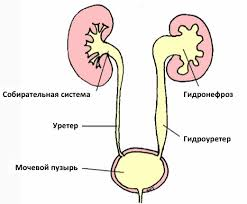 Собирательная система
Гидронефроз
Уретер
Гидроуретер
Мочевой пузырь